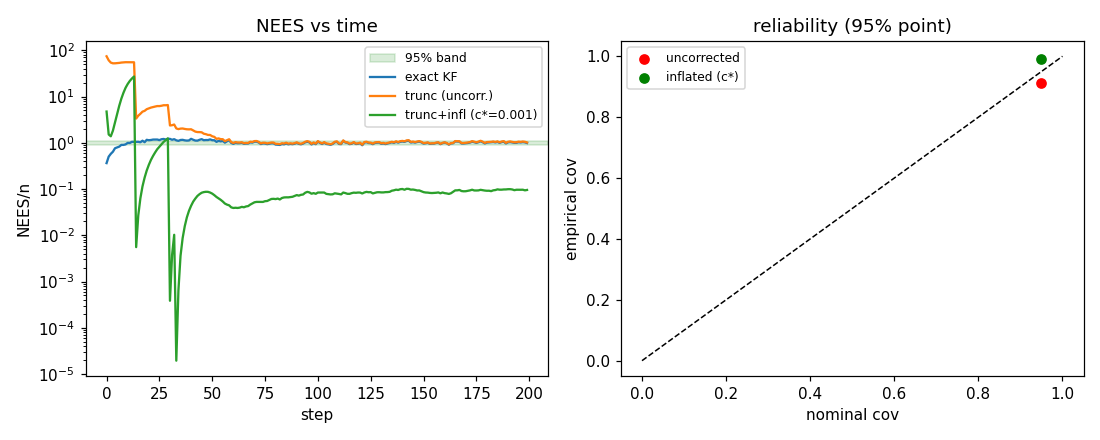 NEES vs time
NEES/n
10²
10¹
10⁰
10⁻¹
10⁻²
10⁻³
10⁻⁴
10⁻⁵
95% band
exact KF
trunc (uncorr.)
trunc+infl (c*=0.001)
0 25 50 75 100 125 150 175 200
step
reliability (95% point)
empirical cov
1.0
0.8
0.6
0.4
0.2
0.0
uncorrected
inflated (c*)
0.0 0.2 0.4 0.6 0.8 1.0
nominal cov